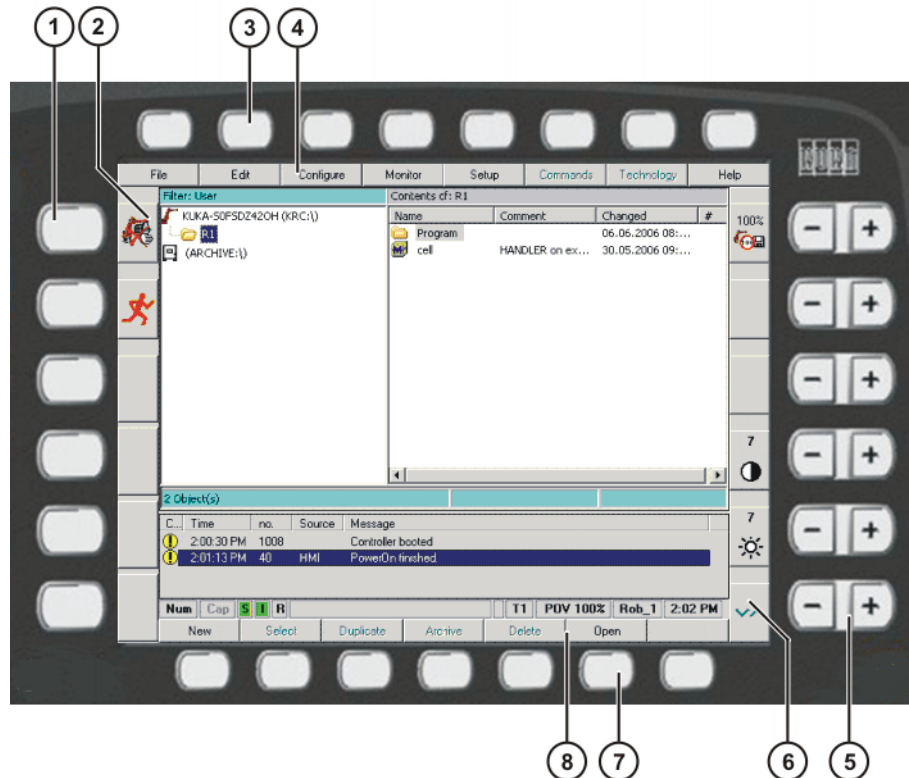 1 2 3 4
File Edit Configure Monitor Setup Commands Technology Help
Filter: User Contents of: R1
KUKA-S0FSDZ42OH (KRC:\) Name Comment Changed # 100%
R1 Program 06.06.2006 08:...
(ARCHIVE:\) cell HANDLER on ex... 30.05.2006 09:...
- +
- +
- +
7
- +
2 Object(s)
C... Time no. Source Message 7
2:00:30 PM 1008 Controller booted
2:01:13 PM 40 HMI PowerOn finished
- +
Num Cap S I R T1 POV 100% Rob_1 2:02 PM
- +
New Select Duplicate Archive Delete Open
8 7 6 5